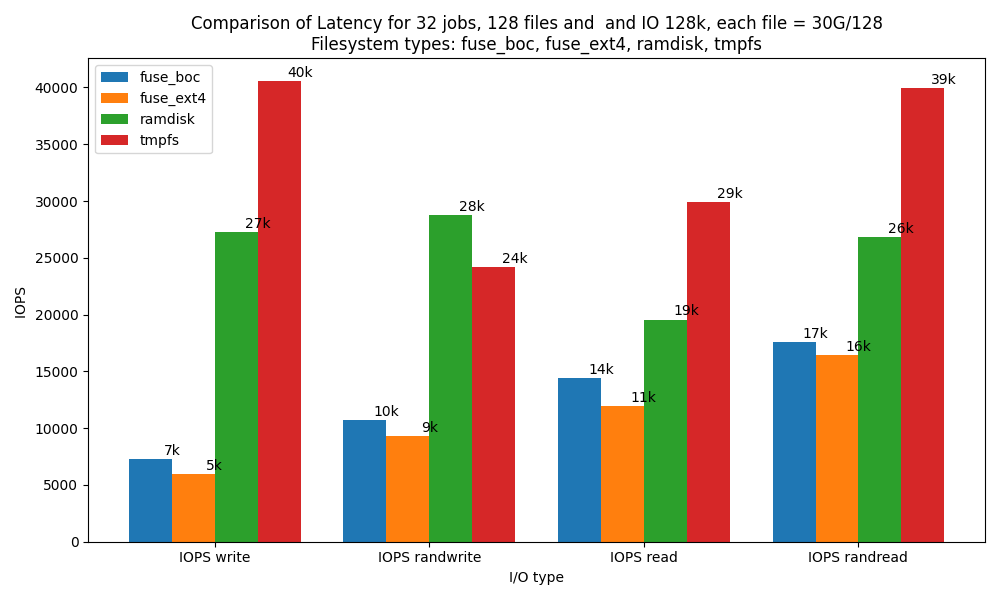 Comparison of Latency for 32 jobs, 128 files and  and IO 128k, each file = 30G/128
Filesystem types: fuse_boc, fuse_ext4, ramdisk, tmpfs
fuse_boc
fuse_ext4
ramdisk
tmpfs
IOPS
40000
35000
30000
25000
20000
15000
10000
5000
0
7k
5k
27k
40k
10k
9k
28k
24k
14k
11k
19k
29k
17k
16k
26k
39k
IOPS write
IOPS randwrite
IOPS read
IOPS randread
I/O type